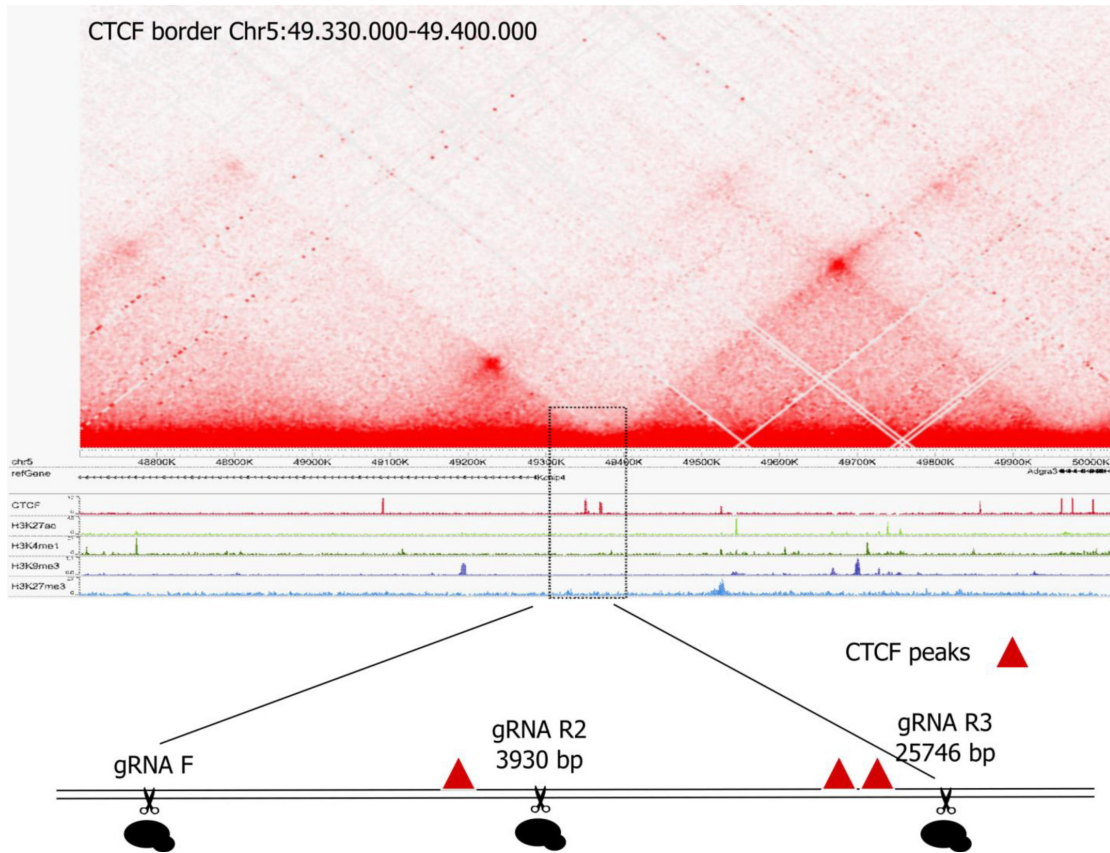 CTCF border Chr5:49.330.000-49.400.000
chr5
48800K 48900K 49000K 49100K 49200K 49300K 48400K 49500K 49600K 49700K 49800K 49900K 50000K
refGene
Adgra3
CTCF
H3K27ac
H3K4me1
H3K9me3
H3K27me3
CTCF peaks
gRNA F
gRNA R2
3930 bp
gRNA R3
25746 bp